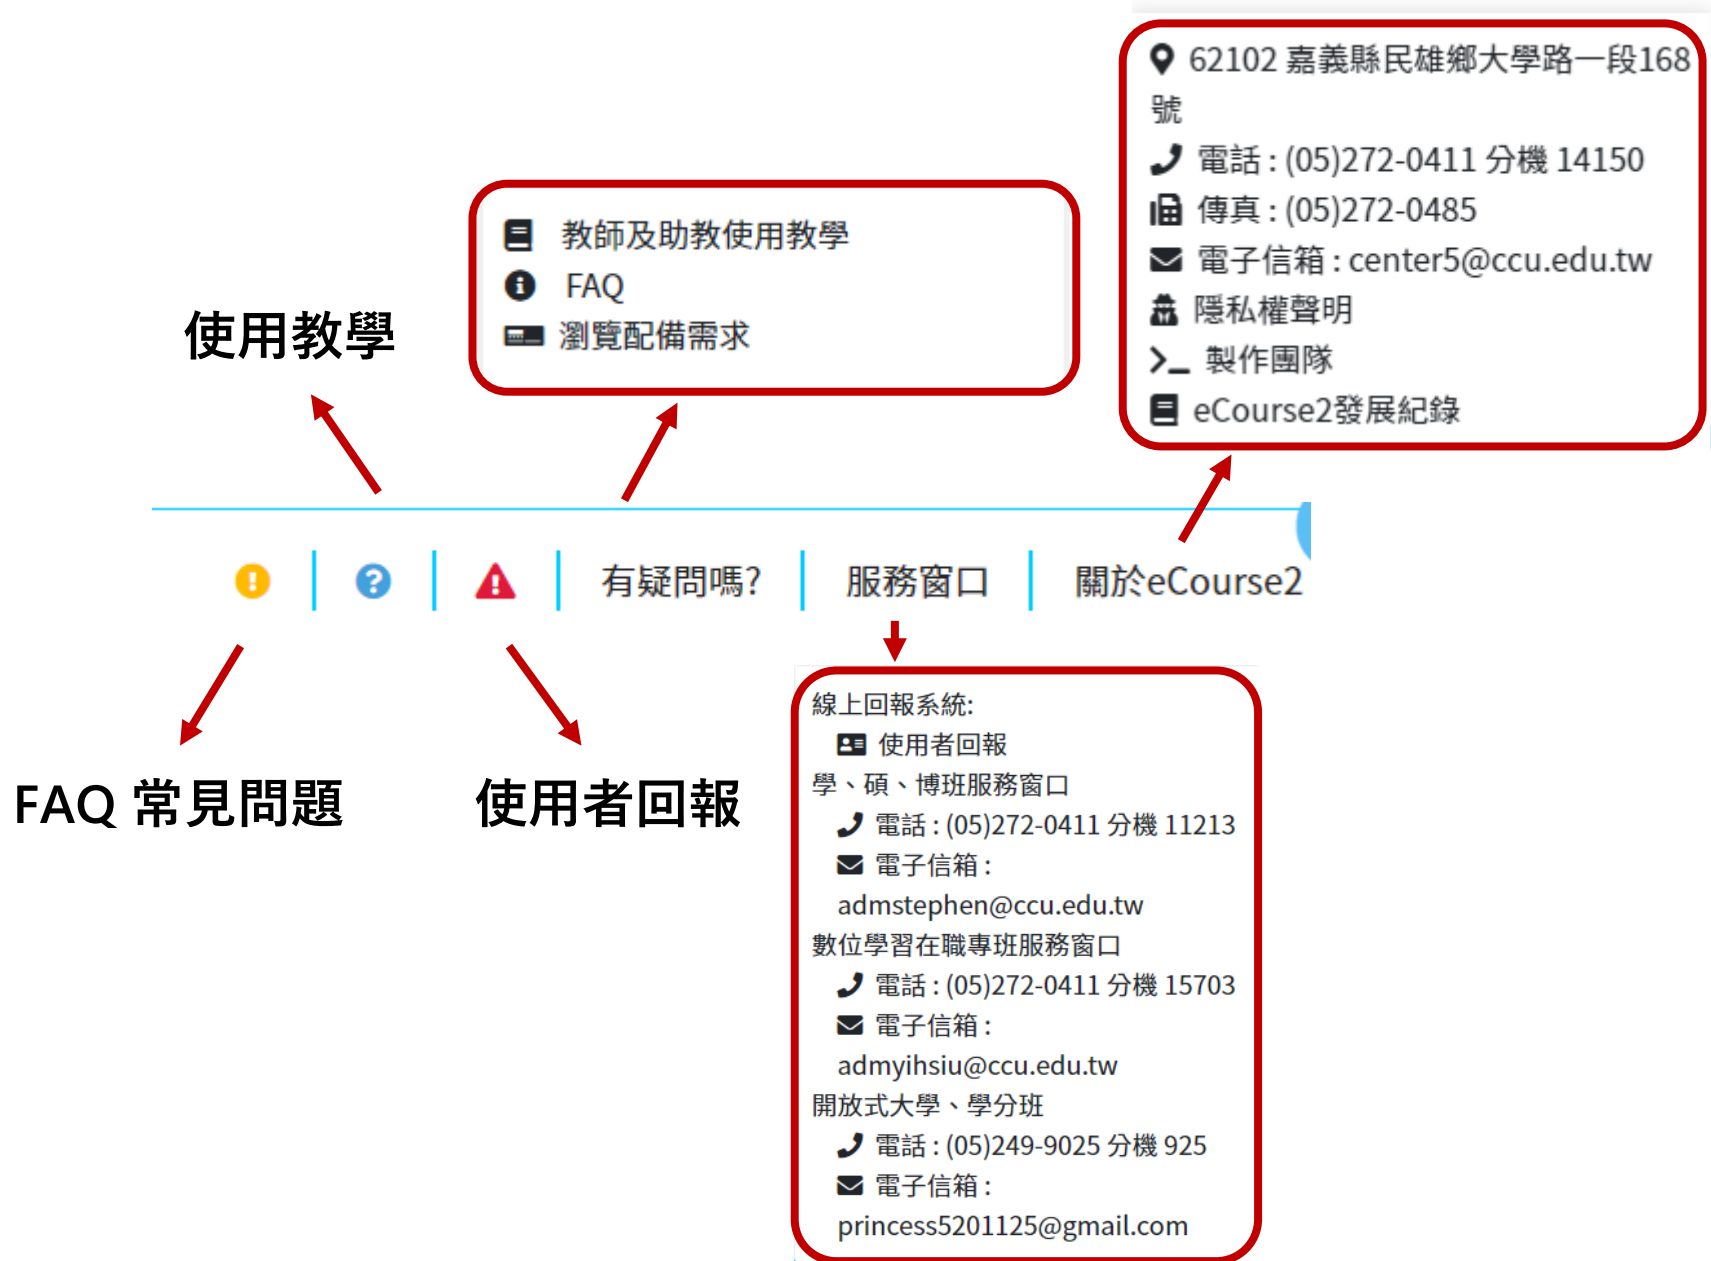 62102 嘉義縣民雄鄉大學路一段168
號
電話 : (05)272-0411 分機 14150
傳真 : (05)272-0485
電子信箱 : center5@ccu.edu.tw
隱私權聲明
製作團隊
eCourse2發展紀錄
教師及助教使用教學
FAQ
瀏覽配備需求
使用教學
有疑問嗎?
服務窗口
關於eCourse2
FAQ 常見問題
使用者回報
線上回報系統:
使用者回報
學、碩、博班服務窗口
電話 : (05)272-0411 分機 11213
電子信箱 :
admstephen@ccu.edu.tw
數位學習在職專班服務窗口
電話 : (05)272-0411 分機 15703
電子信箱 :
admyihsiu@ccu.edu.tw
開放式大學、學分班
電話 : (05)249-9025 分機 925
電子信箱 :
princess5201125@gmail.com